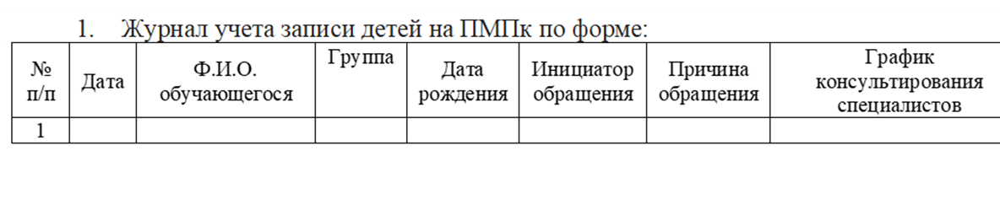 1. Журнал учета записи детей на ПМПк по форме:
№ п/п Дата Ф.И.О. обучающегося Группа Дата рождения Инициатор обращения Причина обращения График консультирования специалистов
1